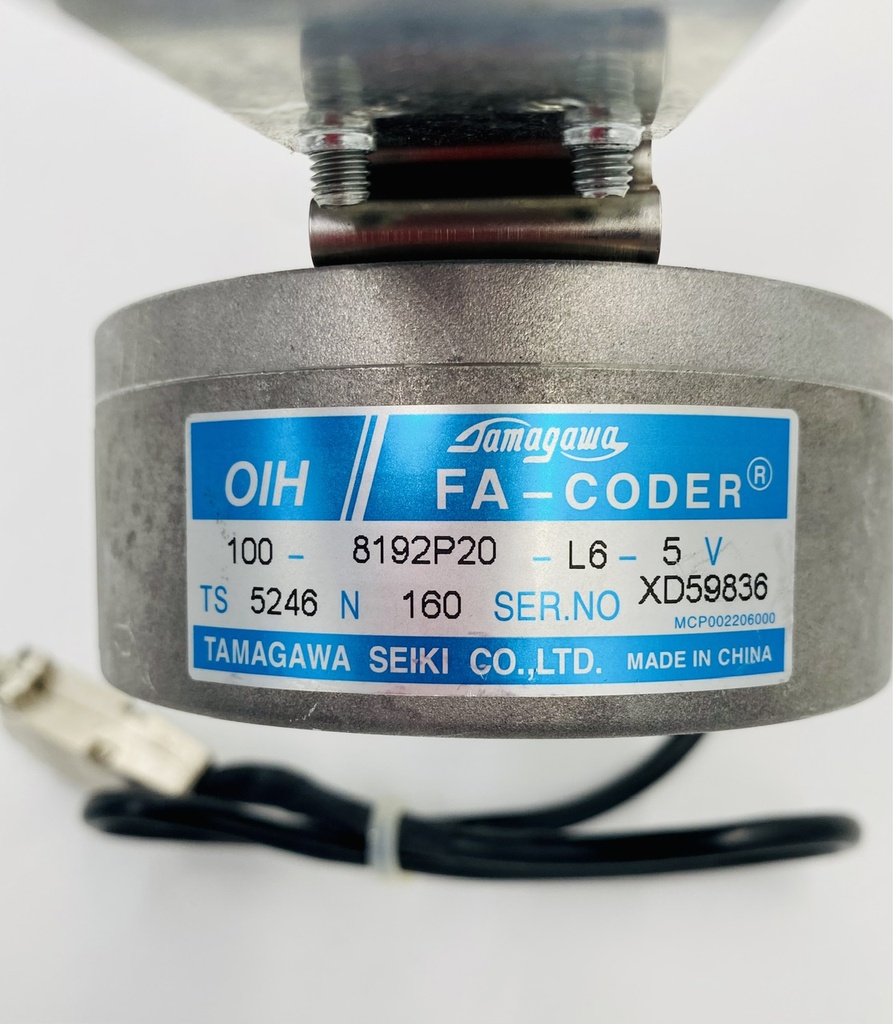 OIH
Tamagawa
FA-CODER®
100 - 8192P20 - L6 - 5 V
TS 5246 N 160 SER.NO XD59836
MCP002206000
TAMAGAWA SEIKI CO.,LTD. MADE IN CHINA